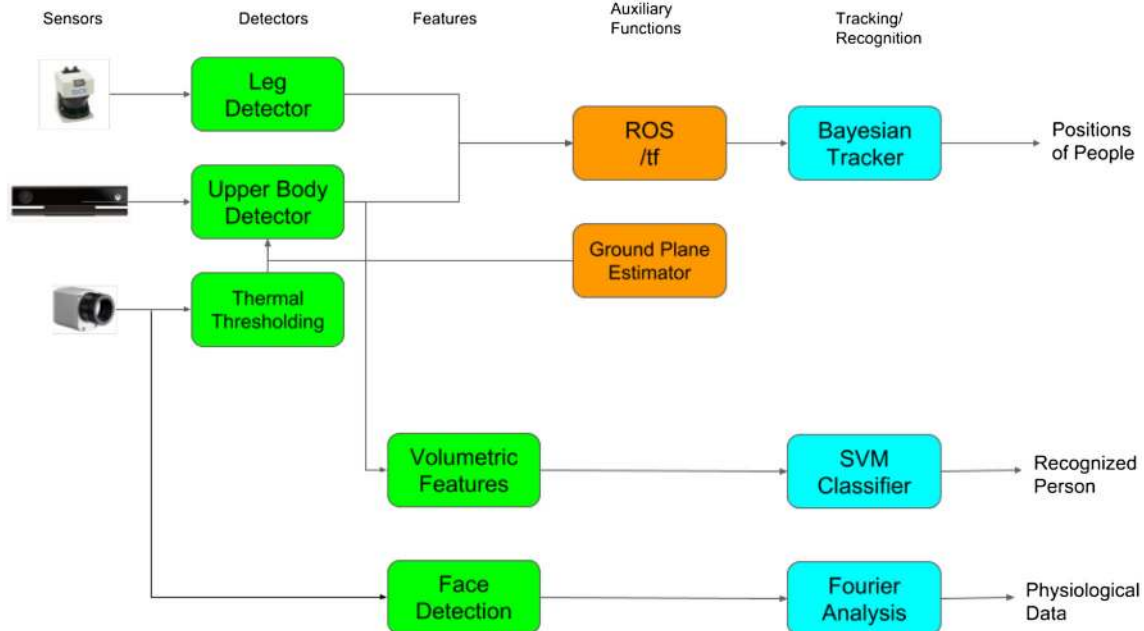 Sensors
Detectors
Features
Auxiliary
Functions
Tracking/
Recognition
Leg
Detector
ROS
/tf
Bayesian
Tracker
Positions
of People
Upper Body
Detector
Ground Plane
Estimator
Thermal
Thresholding
Volumetric
Features
SVM
Classifier
Recognized
Person
Face
Detection
Fourier
Analysis
Physiological
Data